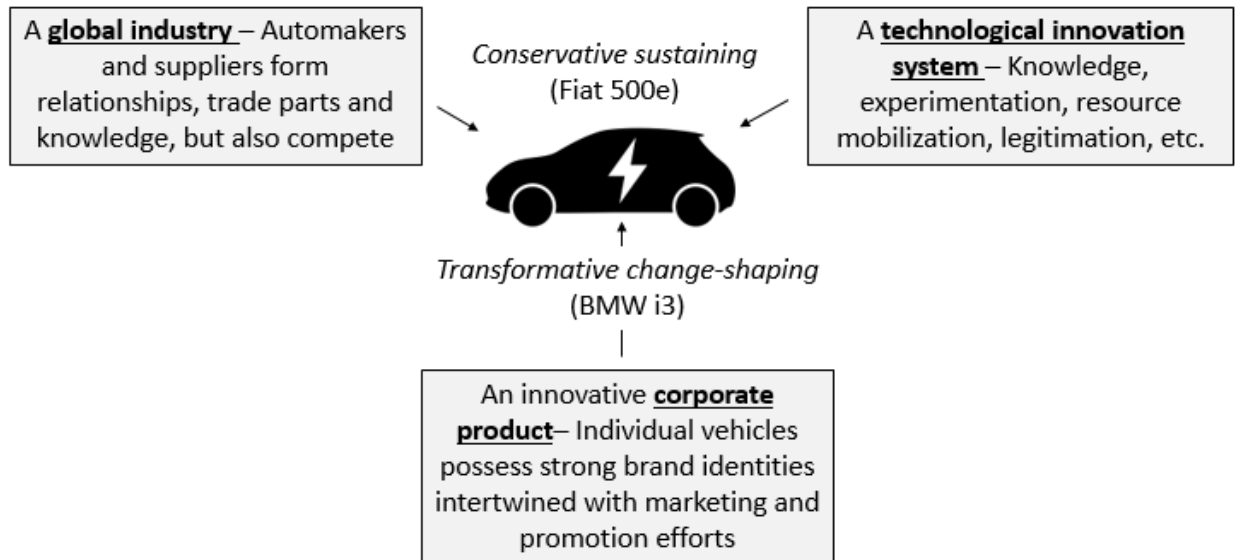 A global industry – Automakers
and suppliers form
relationships, trade parts and
knowledge, but also compete
Conservative sustaining
(Fiat 500e)
A technological innovation
system – Knowledge,
experimentation, resource
mobilization, legitimation, etc.
Transformative change-shaping
(BMW i3)
An innovative corporate
product– Individual vehicles
possess strong brand identities
intertwined with marketing and
promotion efforts